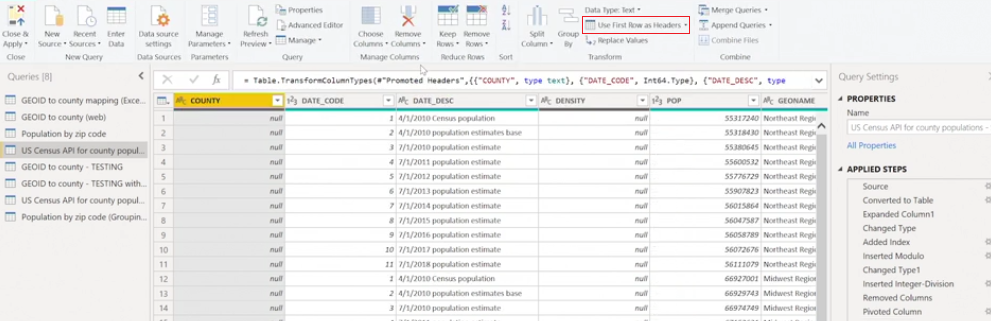 Close & Apply
New Source
Recent Sources
Enter Data
Data source settings
Manage Parameters
Refresh Preview
Properties
Advanced Editor
Manage
Choose Columns
Remove Columns
Keep Rows
Remove Rows
Split Column
Group By
Data Type: Text
Use First Row as Headers
Replace Values
Merge Queries
Append Queries
Combine Files
Close
New Query
Data Sources
Parameters
Query
Manage Columns
Reduce Rows
Sort
Transform
Combine
Queries [8]
GEOID to county mapping (Exce...
GEOID to county (web)
Population by zip code
US Census API for county popul...
GEOID to county - TESTING
GEOID to county - TESTING with...
US Census API for county popul...
Population by zip code (Groupin...
fx = Table.TransformColumnTypes(#"Promoted Headers",{{"COUNTY", type text}, {"DATE_CODE", Int64.Type}, {"DATE_DESC", type
COUNTY DATE_CODE DATE_DESC DENSITY POP GEONAME
1 null 1 4/1/2010 Census population null 55317240 Northeast Regi
2 null 2 4/1/2010 population estimates base null 55318430 Northeast Regi
3 null 3 7/1/2010 population estimate null 55380645 Northeast Regi
4 null 4 7/1/2011 population estimate null 55600532 Northeast Regi
5 null 5 7/1/2012 population estimate null 55776729 Northeast Regi
6 null 6 7/1/2013 population estimate null 55907823 Northeast Regi
7 null 7 7/1/2014 population estimate null 56015864 Northeast Regi
8 null 8 7/1/2015 population estimate null 56047587 Northeast Regi
9 null 9 7/1/2016 population estimate null 56058789 Northeast Regi
10 null 10 7/1/2017 population estimate null 56072676 Northeast Regi
11 null 11 7/1/2018 population estimate null 56111079 Northeast Regi
12 null 1 4/1/2010 Census population null 66927001 Midwest Regio
13 null 2 4/1/2010 population estimates base null 66929743 Midwest Regio
14 null 3 7/1/2010 population estimate null 66974749 Midwest Regio
Query Settings
PROPERTIES
Name
US Census API for county populations -
All Properties
APPLIED STEPS
Source
Converted to Table
Expanded Column1
Changed Type
Added Index
Inserted Modulo
Changed Type1
Inserted Integer-Division
Removed Columns
Pivoted Column